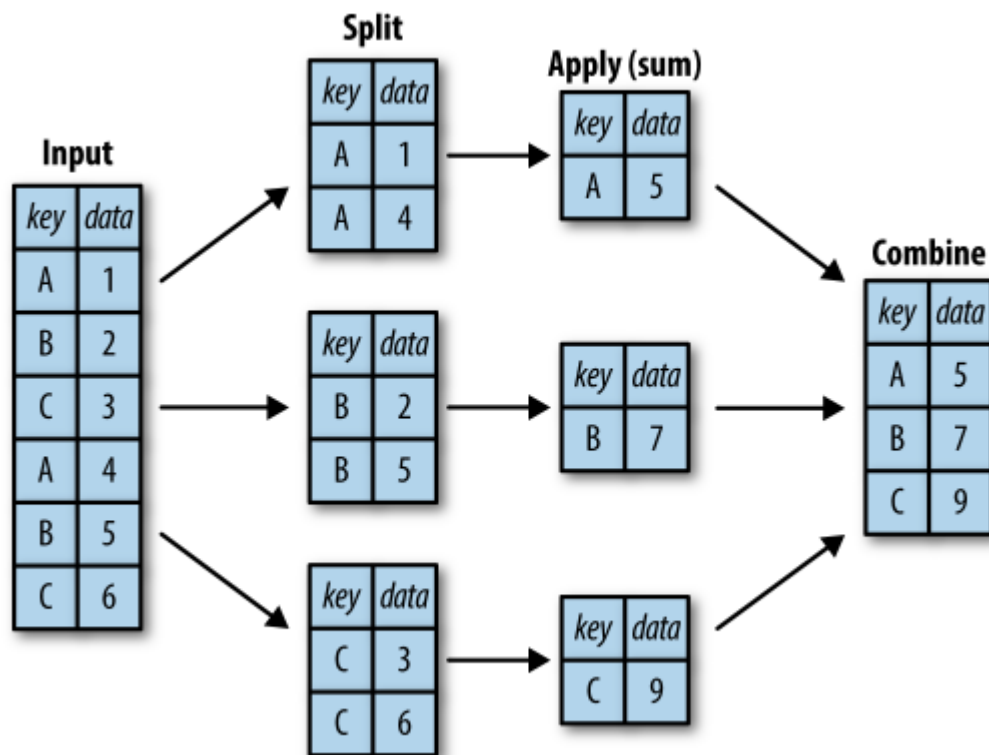 Input
key data
A 1
B 2
C 3
A 4
B 5
C 6
Split
key data
A 1
A 4
key data
B 2
B 5
key data
C 3
C 6
Apply (sum)
key data
A 5
key data
B 7
key data
C 9
Combine
key data
A 5
B 7
C 9